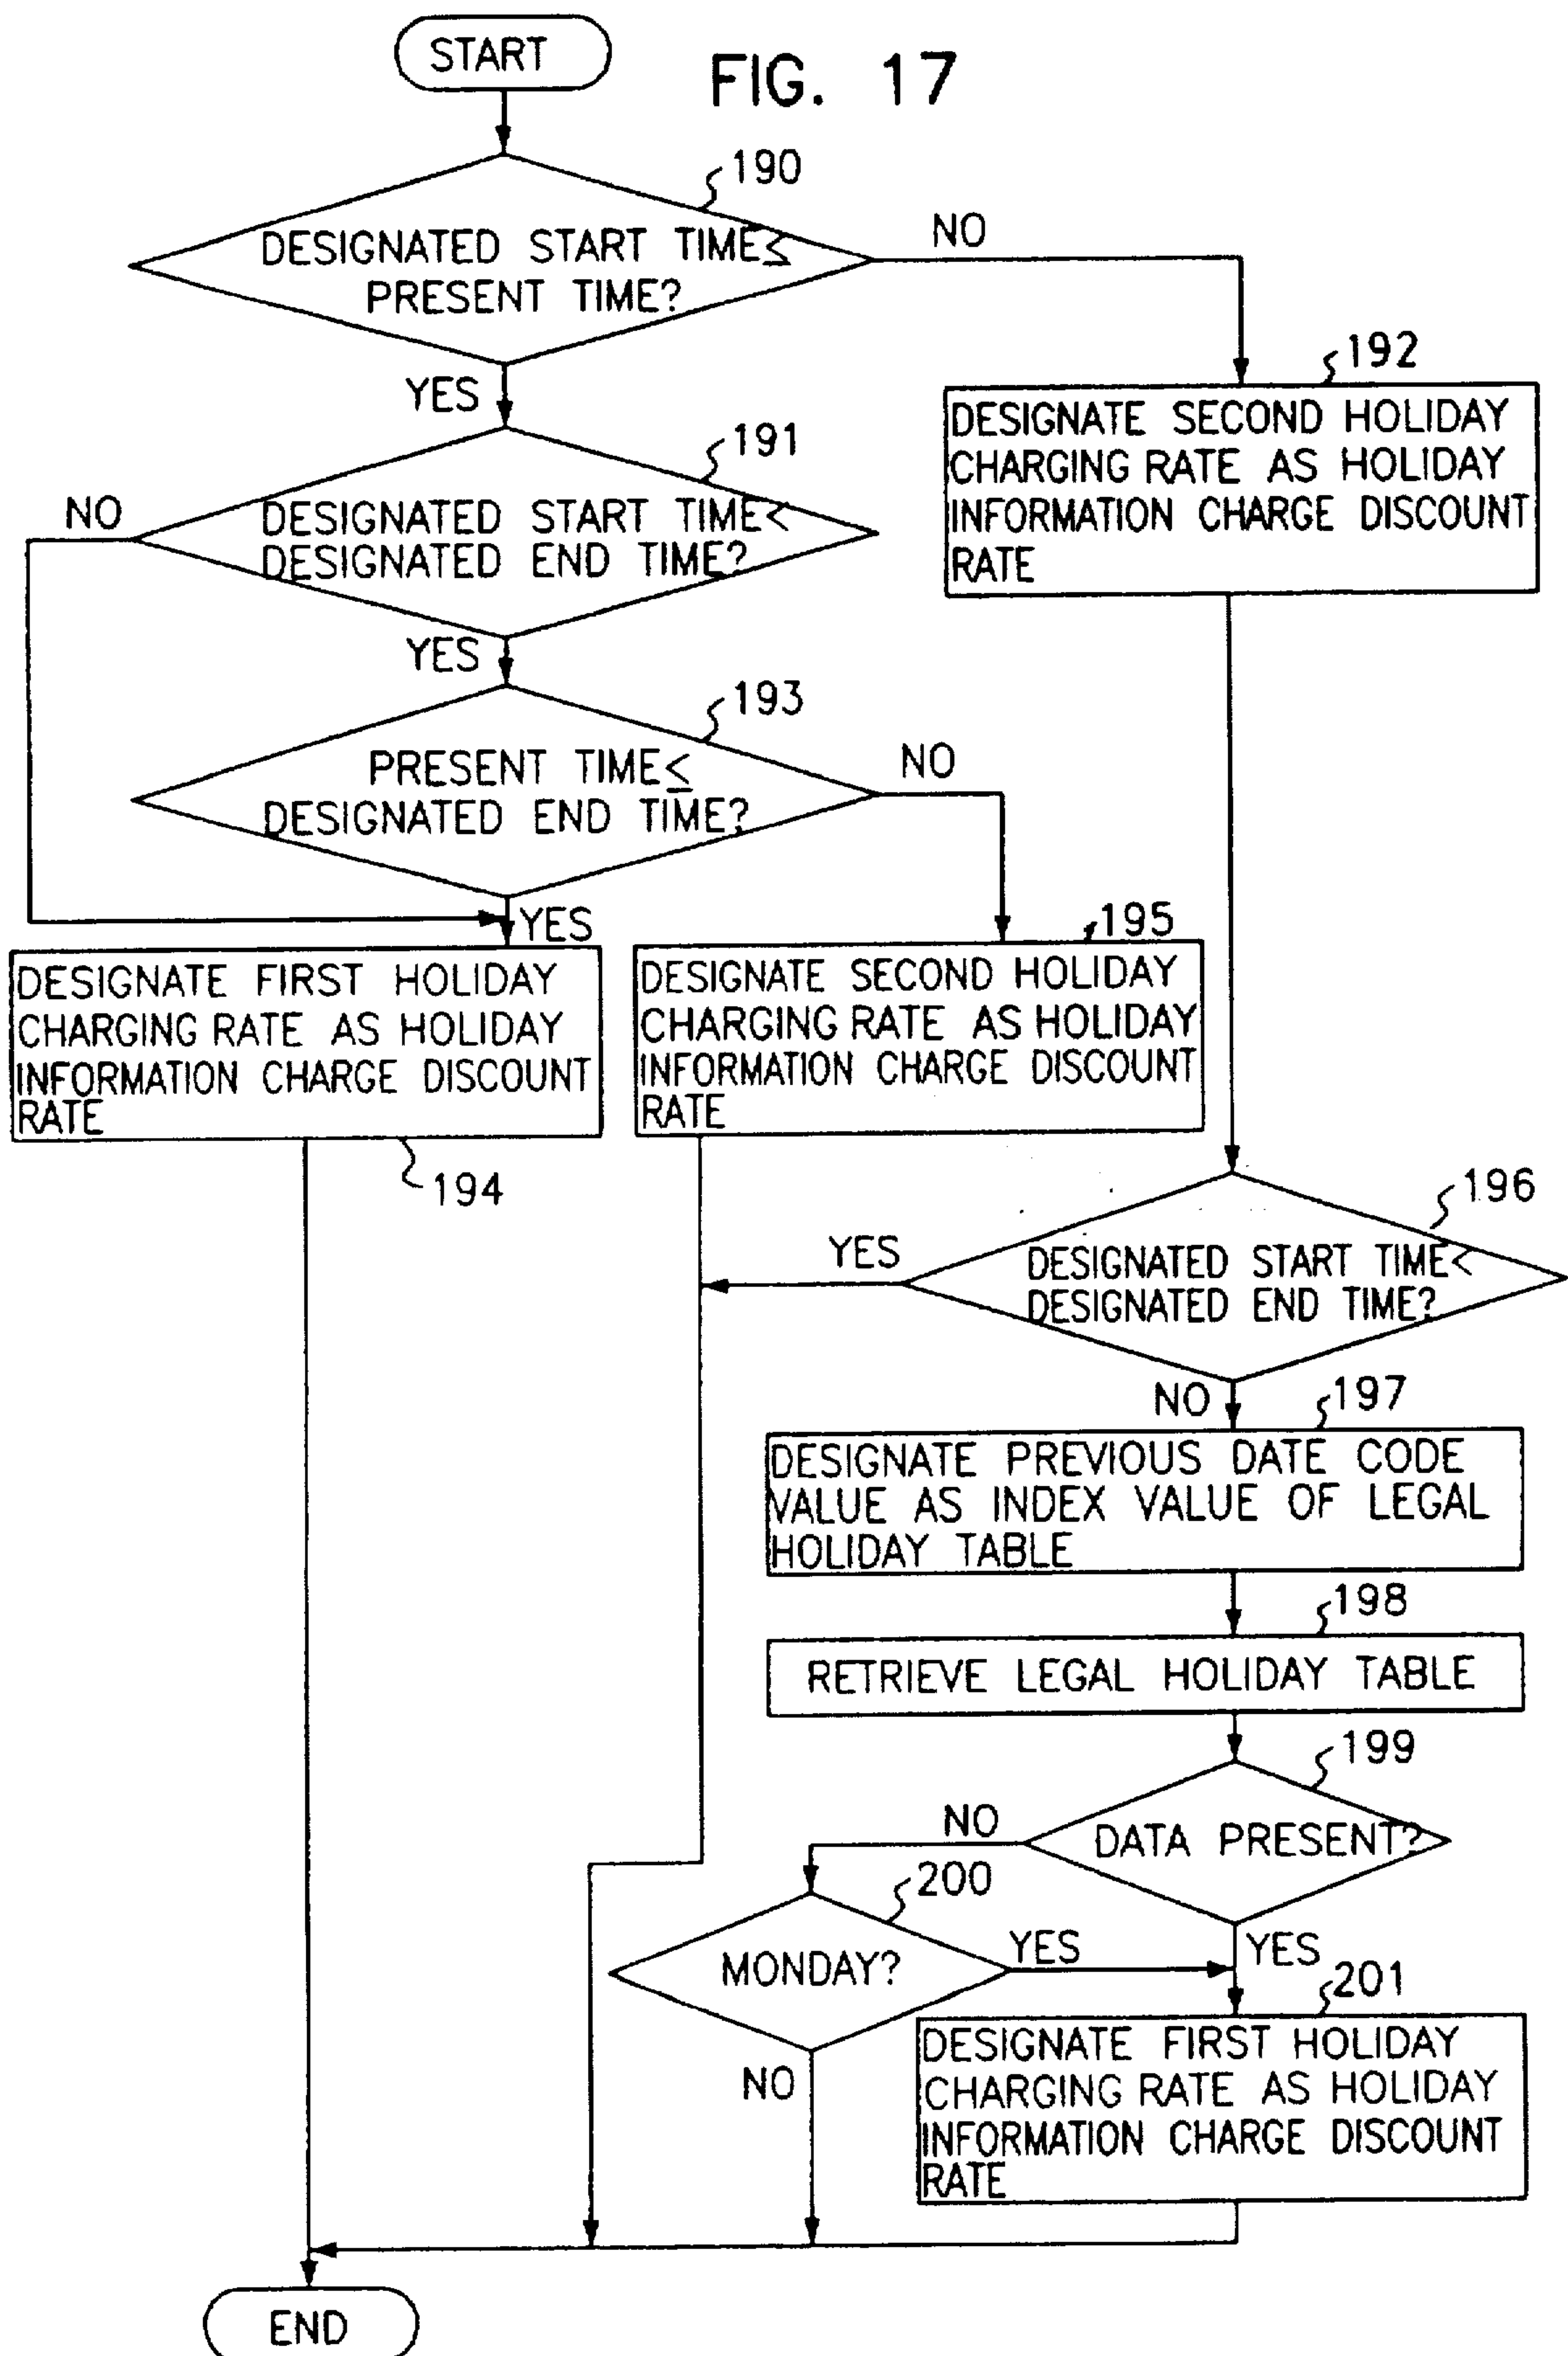 START
FIG. 17
190
DESIGNATED START TIME≤
PRESENT TIME?
NO
YES
192
DESIGNATE SECOND HOLIDAY
CHARGING RATE AS HOLIDAY
INFORMATION CHARGE DISCOUNT
RATE
191
NO
DESIGNATED START TIME<
DESIGNATED END TIME?
YES
193
PRESENT TIME≤
DESIGNATED END TIME?
NO
YES
DESIGNATE FIRST HOLIDAY
CHARGING RATE AS HOLIDAY
INFORMATION CHARGE DISCOUNT
RATE
194
195
DESIGNATE SECOND HOLIDAY
CHARGING RATE AS HOLIDAY
INFORMATION CHARGE DISCOUNT
RATE
196
YES
DESIGNATED START TIME<
DESIGNATED END TIME?
NO
197
DESIGNATE PREVIOUS DATE CODE
VALUE AS INDEX VALUE OF LEGAL
HOLIDAY TABLE
198
RETRIEVE LEGAL HOLIDAY TABLE
199
NO
DATA PRESENT?
200
MONDAY?
YES
YES
NO
201
DESIGNATE FIRST HOLIDAY
CHARGING RATE AS HOLIDAY
INFORMATION CHARGE DISCOUNT
RATE
END